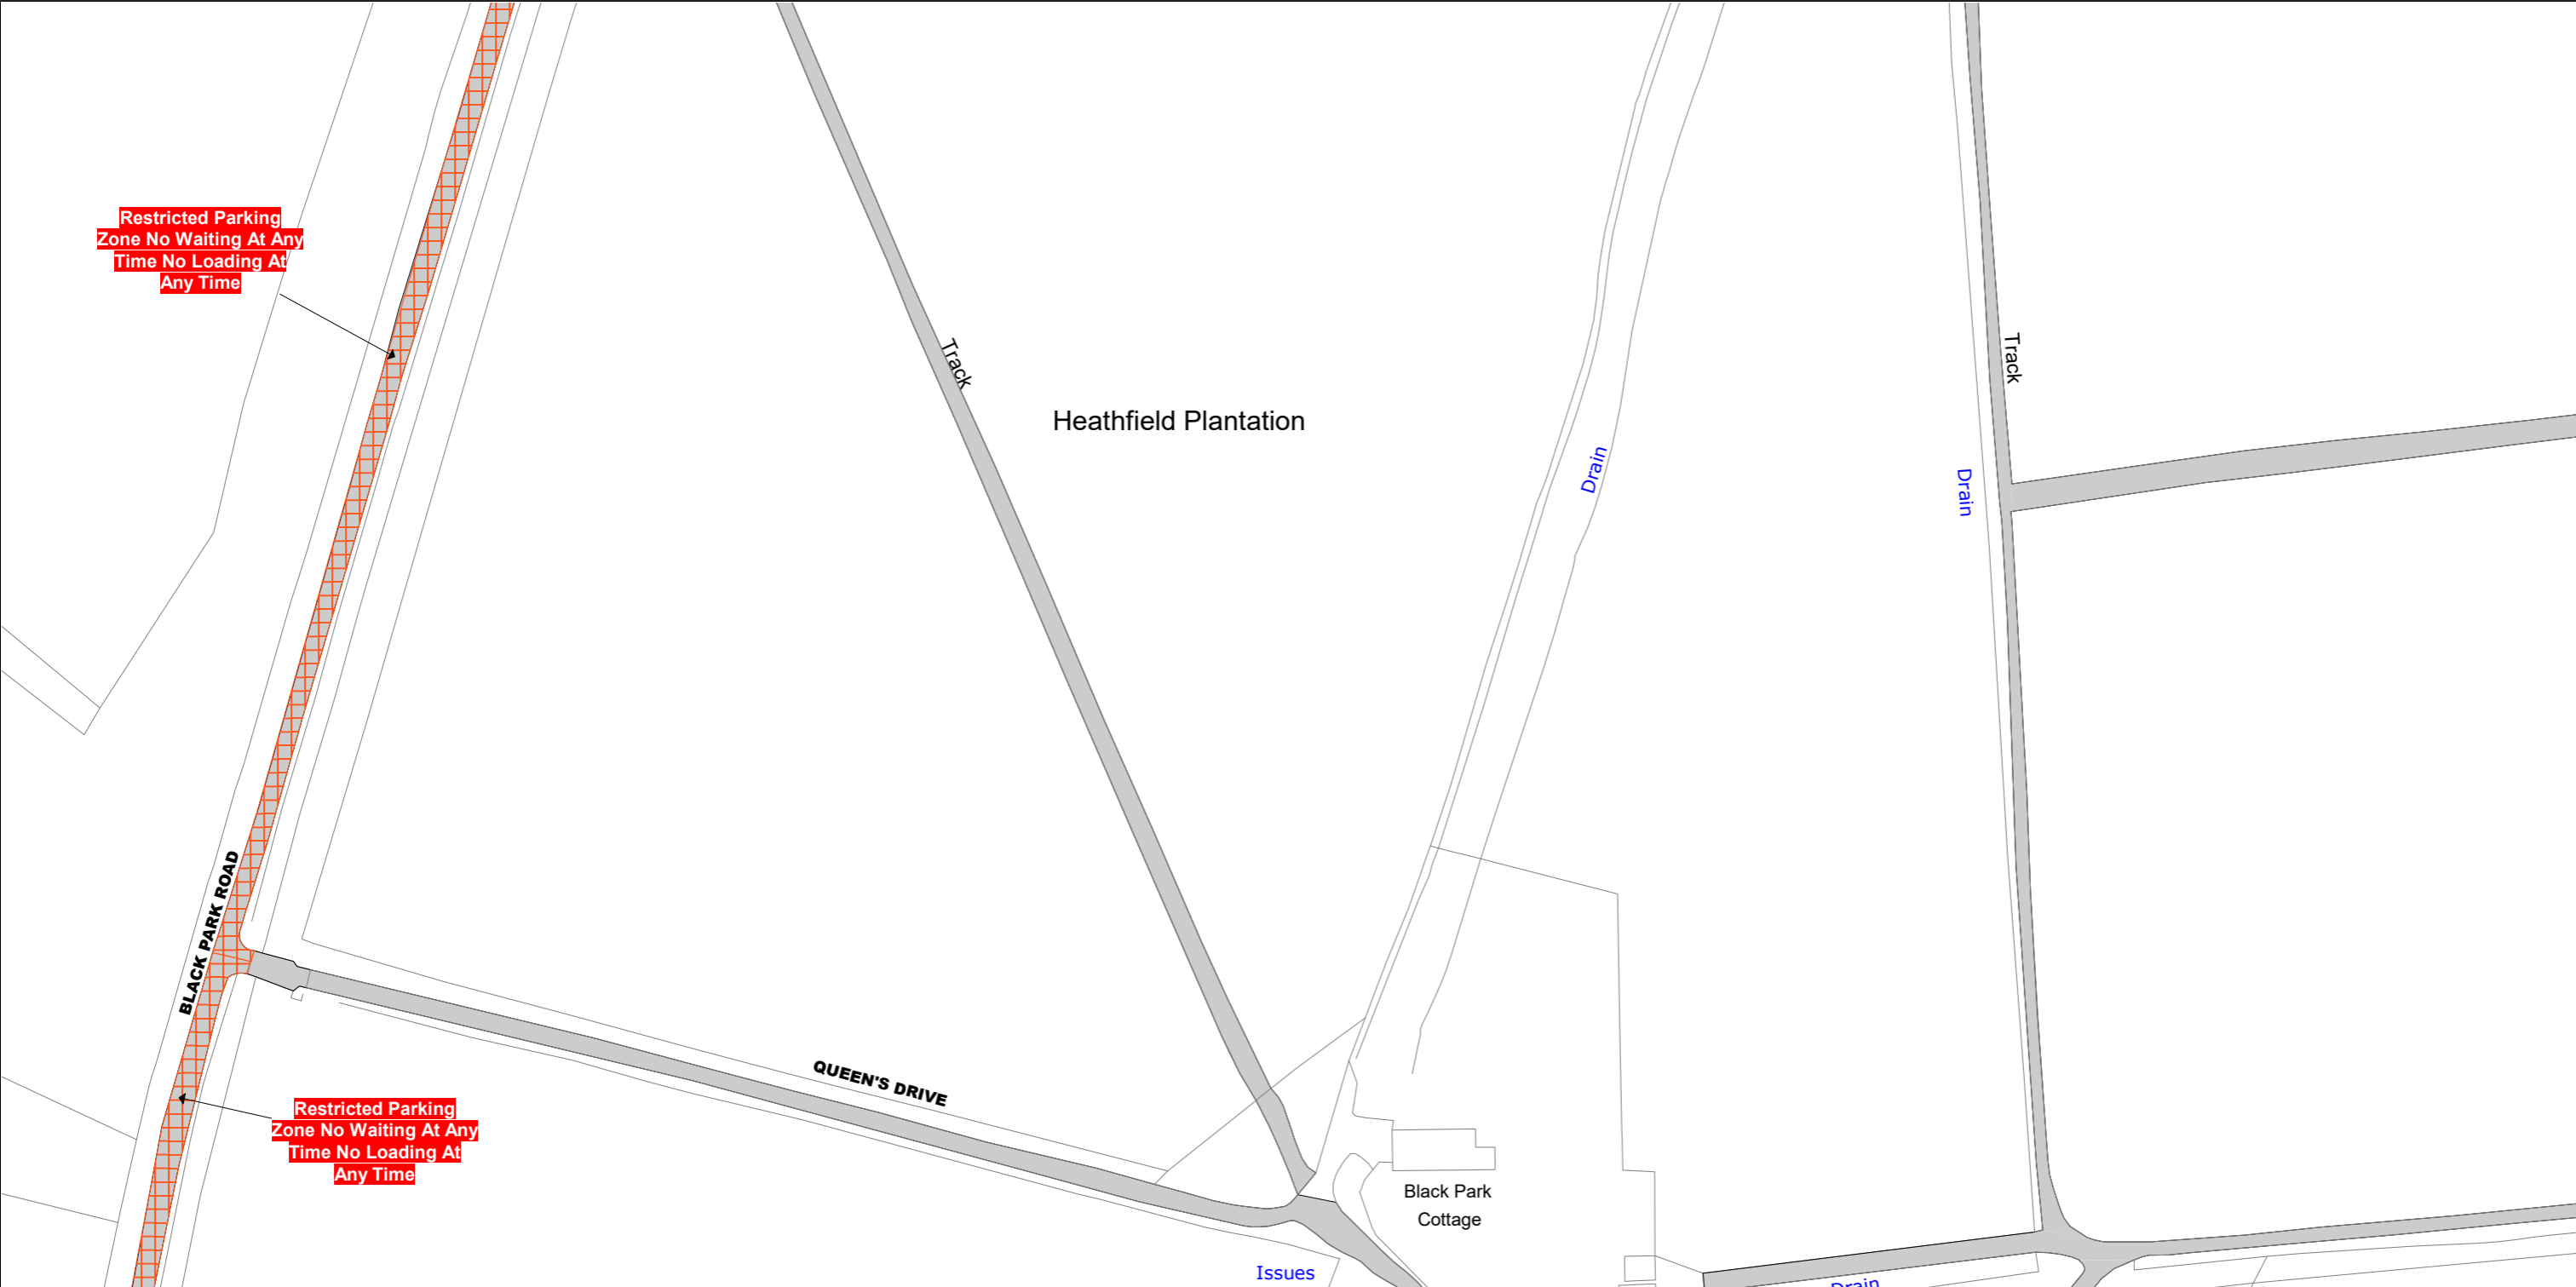 Restricted Parking
Zone No Waiting At Any
Time No Loading At
Any Time
Track
Track
Heathfield Plantation
Drain
Drain
BLACK PARK ROAD
QUEEN'S DRIVE
Restricted Parking
Zone No Waiting At Any
Time No Loading At
Any Time
Black Park
Cottage
Issues
Drain